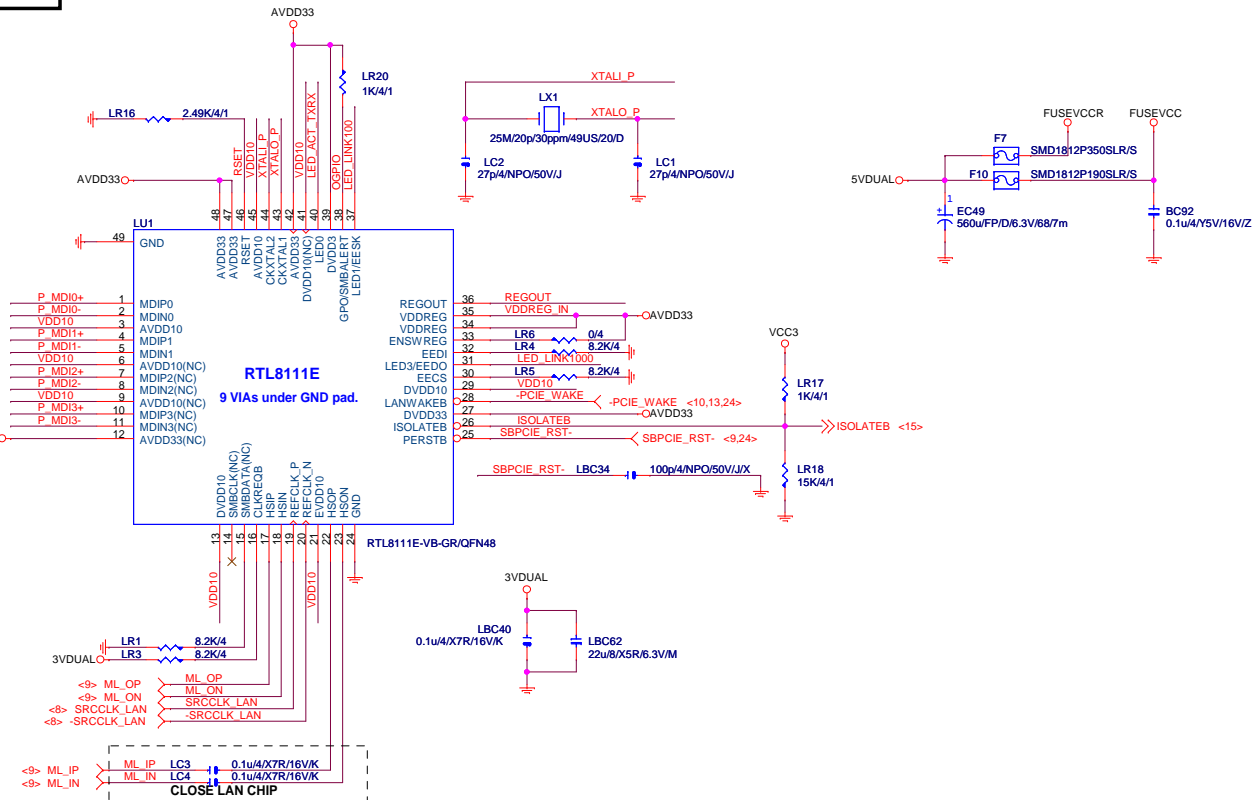 AVDD33
LR20
1K/4/1
LR16
2.49K/4/1
AVDD33
RSET
VDD10
XTALI_P
XTALO_P
VDD10
LED_ACT_TXRX
OGPIO
LED_LINK100
48
47
46
45
44
43
42
41
40
39
38
37
AVDD33
AVDD33
RSET
AVDD10
CKXTAL2
CKXTAL1
AVDD33
DVDD10(NC)
LED0
DVDD3
GPO/SMBALERT
LED1/EESK
XTALI_P
LX1
XTALO_P
25M/20p/30ppm/49US/20/D
LC2
27p/4/NPO/50V/J
LC1
27p/4/NPO/50V/J
FUSEVCCR
FUSEVCC
F7
SMD1812P350SLR/S
5VDUAL
F10
SMD1812P190SLR/S
1
+
EC49
560u/FP/D/6.3V/68/7m
BC92
0.1u/4/Y5V/16V/Z
LU1
49
GND
P_MDI0+
1
MDIP0
P_MDI0-
2
MDIN0
VDD10
3
AVDD10
P_MDI1+
4
MDIP1
P_MDI1-
5
MDIN1
VDD10
6
AVDD10(NC)
P_MDI2+
7
MDIP2(NC)
P_MDI2-
8
MDIN2(NC)
VDD10
9
AVDD10(NC)
P_MDI3+
10
MDIP3(NC)
P_MDI3-
11
MDIN3(NC)
12
AVDD33(NC)
RTL8111E
9 VIAs under GND pad.
REGOUT
36
REGOUT
VDDREG
35
VDDREG_IN
AVDD33
VDDREG
34
ENSWREG
33
LR6
0/4
EEDI
32
LR4
8.2K/4
LED3/EEDO
31
LED_LINK1000
EECS
30
LR5
8.2K/4
DVDD10
29
VDD10
LANWAKEB
28
-PCIE_WAKE
-PCIE_WAKE <10,13,24>
DVDD33
27
AVDD33
ISOLATEB
26
ISOLATEB
PERSTB
25
SBPCIE_RST-
SBPCIE_RST- <9,24>
VCC3
LR17
1K/4/1
ISOLATEB <15>
LR18
15K/4/1
SBPCIE_RST-
LBC34
100p/4/NPO/50V/J/X
DVDD10
SMBCLK(NC)
SMBDATA(NC)
CLKREQB
HSIP
HSIN
REFCLK_P
REFCLK_N
EVDD10
HSOP
HSON
GND
13
14
15
16
17
18
19
20
21
22
23
24
RTL8111E-VB-GR/QFN48
VDD10
VDD10
LR1
8.2K/4
3VDUAL
LR3
8.2K/4
3VDUAL
LBC40
0.1u/4/X7R/16V/K
LBC62
22u/8/X5R/6.3V/M
<9> ML_OP
ML_OP
<9> ML_ON
ML_ON
<8> SRCCLK_LAN
SRCCLK_LAN
<8> -SRCCLK_LAN
-SRCCLK_LAN
<9> ML_IP
ML_IP
LC3
0.1u/4/X7R/16V/K
<9> ML_IN
ML_IN
LC4
0.1u/4/X7R/16V/K
CLOSE LAN CHIP